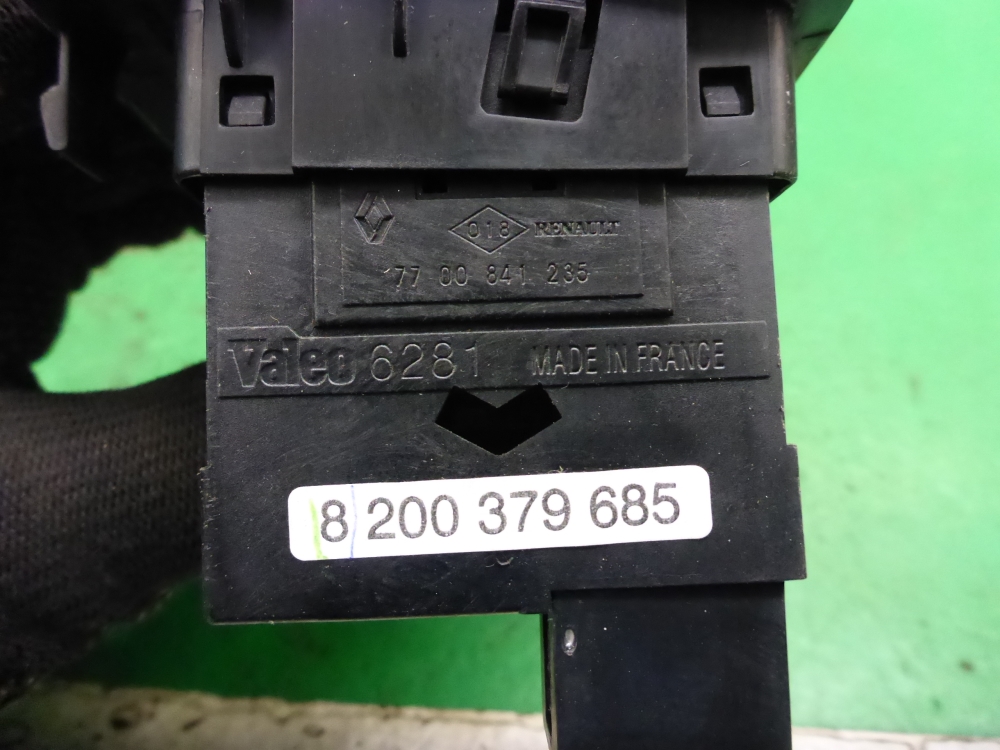 018 RENAULT
77 00 841 235
Valeo 6281 MADE IN FRANCE
8 200 379 685